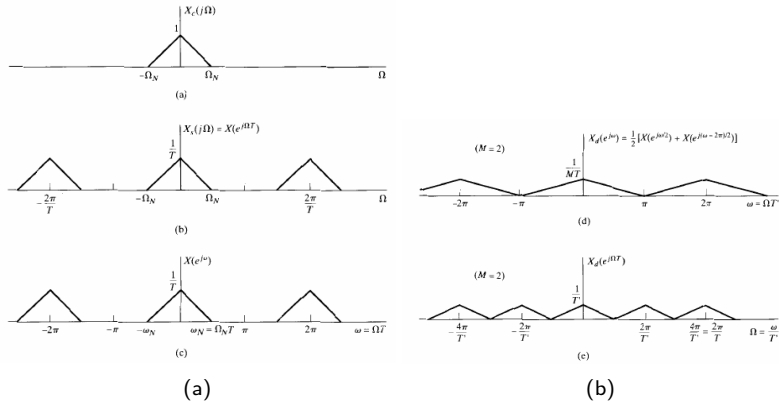 X_c(jΩ)
1
−Ω_N Ω_N Ω
(a)
X_s(jΩ) = X(e^{jΩT})
1/T
−2π/T −Ω_N Ω_N 2π/T Ω
(b)
X(e^{jω})
1/T
−2π −π −ω_N ω_N = Ω_N T π 2π ω = ΩT
(c)
(a)
X_d(e^{jω}) = 1/2 [X(e^{jω/2}) + X(e^{j(ω − 2π)/2})]
(M = 2)
1/MT
−2π −π π 2π ω = ΩT'
(d)
X_d(e^{jΩT'})
(M = 2)
1/T'
−4π/T' −2π/T' 2π/T' 4π/T' = 2π/T Ω = ω/T'
(e)
(b)